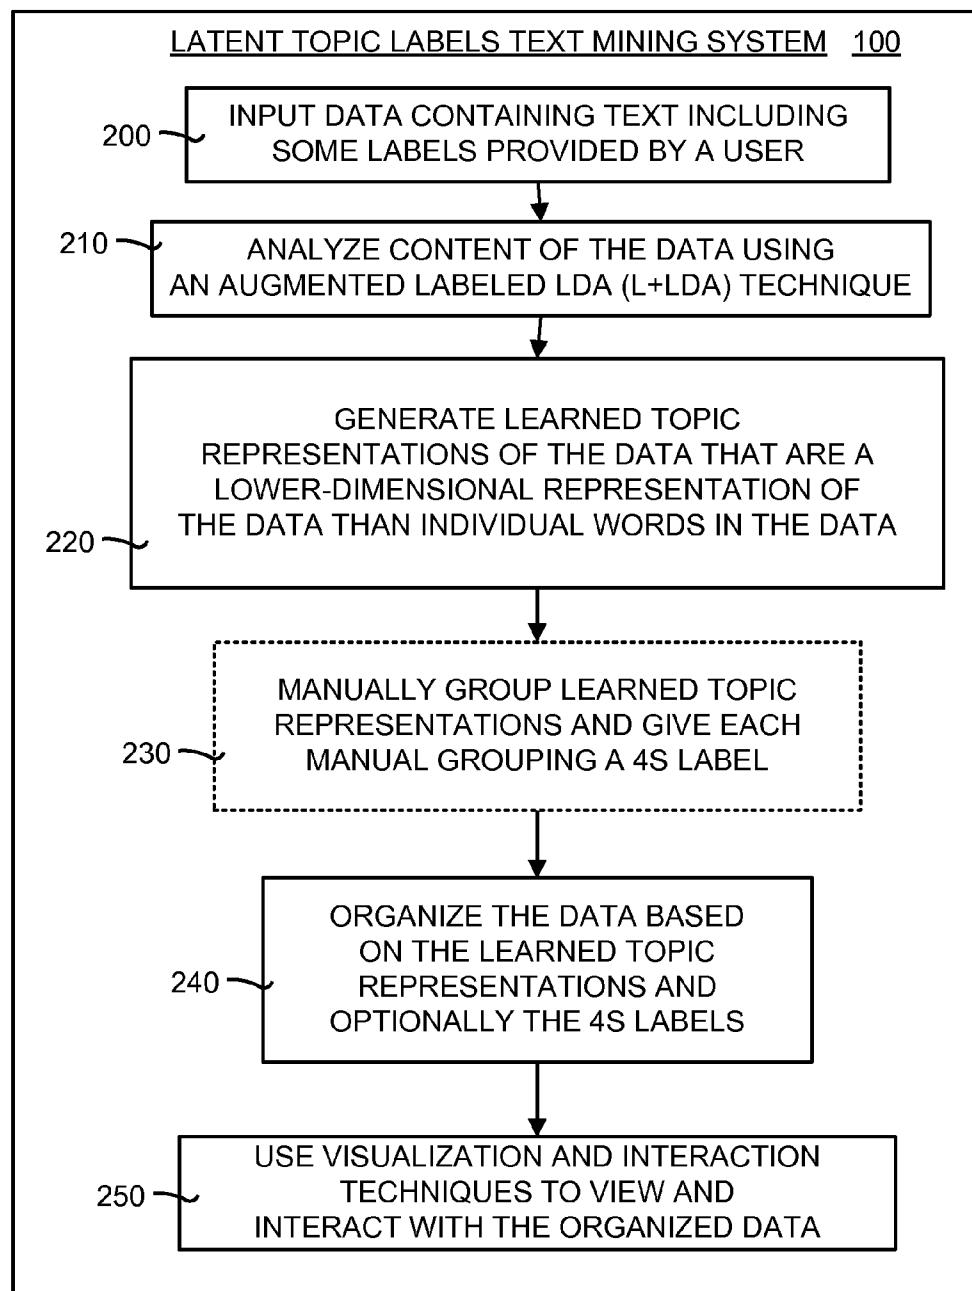 LATENT TOPIC LABELS TEXT MINING SYSTEM 100
200
INPUT DATA CONTAINING TEXT INCLUDING
SOME LABELS PROVIDED BY A USER
210
ANALYZE CONTENT OF THE DATA USING
AN AUGMENTED LABELED LDA (L+LDA) TECHNIQUE
GENERATE LEARNED TOPIC
REPRESENTATIONS OF THE DATA THAT ARE A
LOWER-DIMENSIONAL REPRESENTATION OF
THE DATA THAN INDIVIDUAL WORDS IN THE DATA
220
MANUALLY GROUP LEARNED TOPIC
REPRESENTATIONS AND GIVE EACH
MANUAL GROUPING A 4S LABEL
230
ORGANIZE THE DATA BASED
ON THE LEARNED TOPIC
REPRESENTATIONS AND
OPTIONALLY THE 4S LABELS
240
USE VISUALIZATION AND INTERACTION
TECHNIQUES TO VIEW AND
INTERACT WITH THE ORGANIZED DATA
250